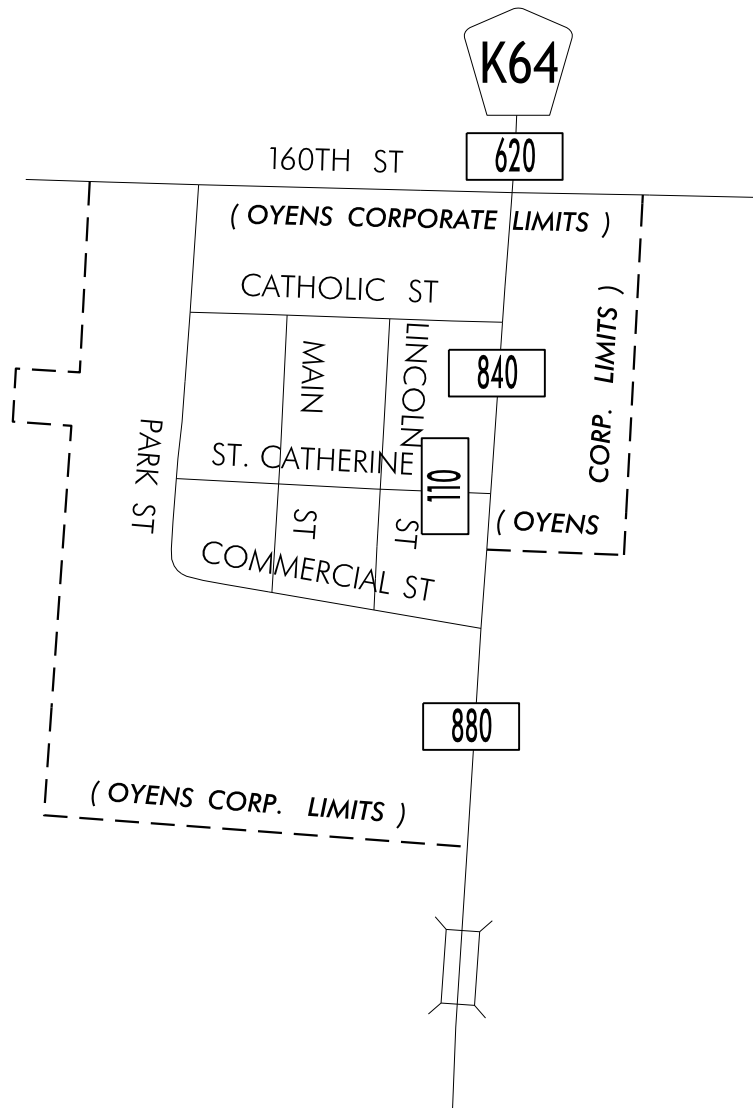 K64
620
160TH ST
( OYENS CORPORATE LIMITS )
CATHOLIC ST
CORP. LIMITS )
( OYENS
MAIN ST
LINCOLN ST
840
PARK ST
ST. CATHERINE
110
COMMERCIAL ST
880
( OYENS CORP. LIMITS )